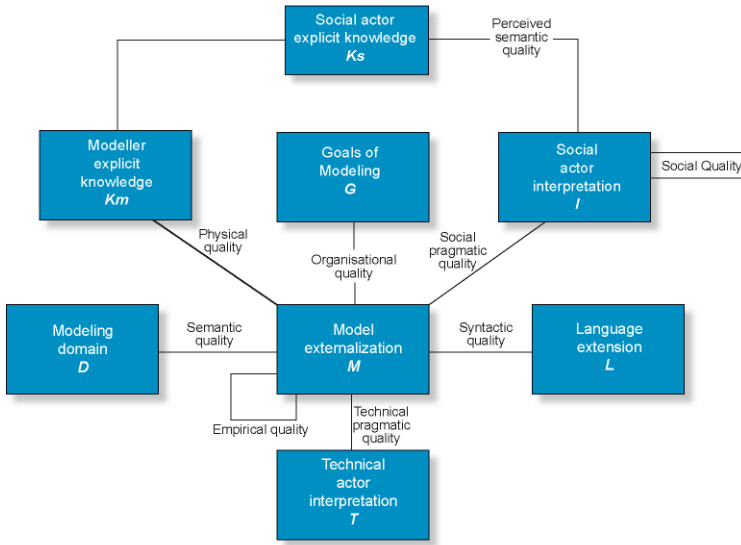 Social actor
explicit knowledge
Ks
Perceived
semantic
quality
Modeller
explicit
knowledge
Km
Goals of
Modeling
G
Social
actor
interpretation
I
Social Quality
Physical
quality
Organisational
quality
Social
pragmatic
quality
Modeling
domain
D
Semantic
quality
Model
externalization
M
Syntactic
quality
Language
extension
L
Empirical quality
Technical
pragmatic
quality
Technical
actor
interpretation
T